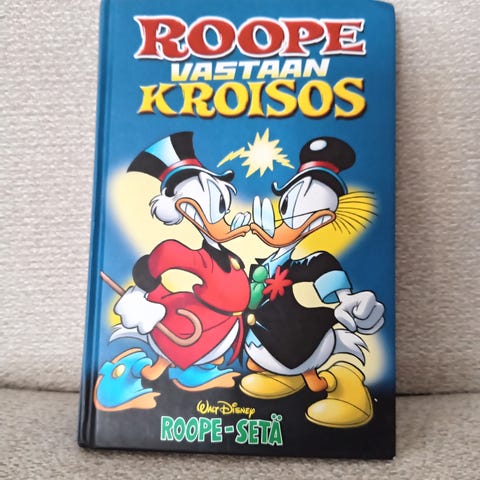 ROOPE
VASTAAN
KROISOS
WALT DISNEY
ROOPE-SETÄ